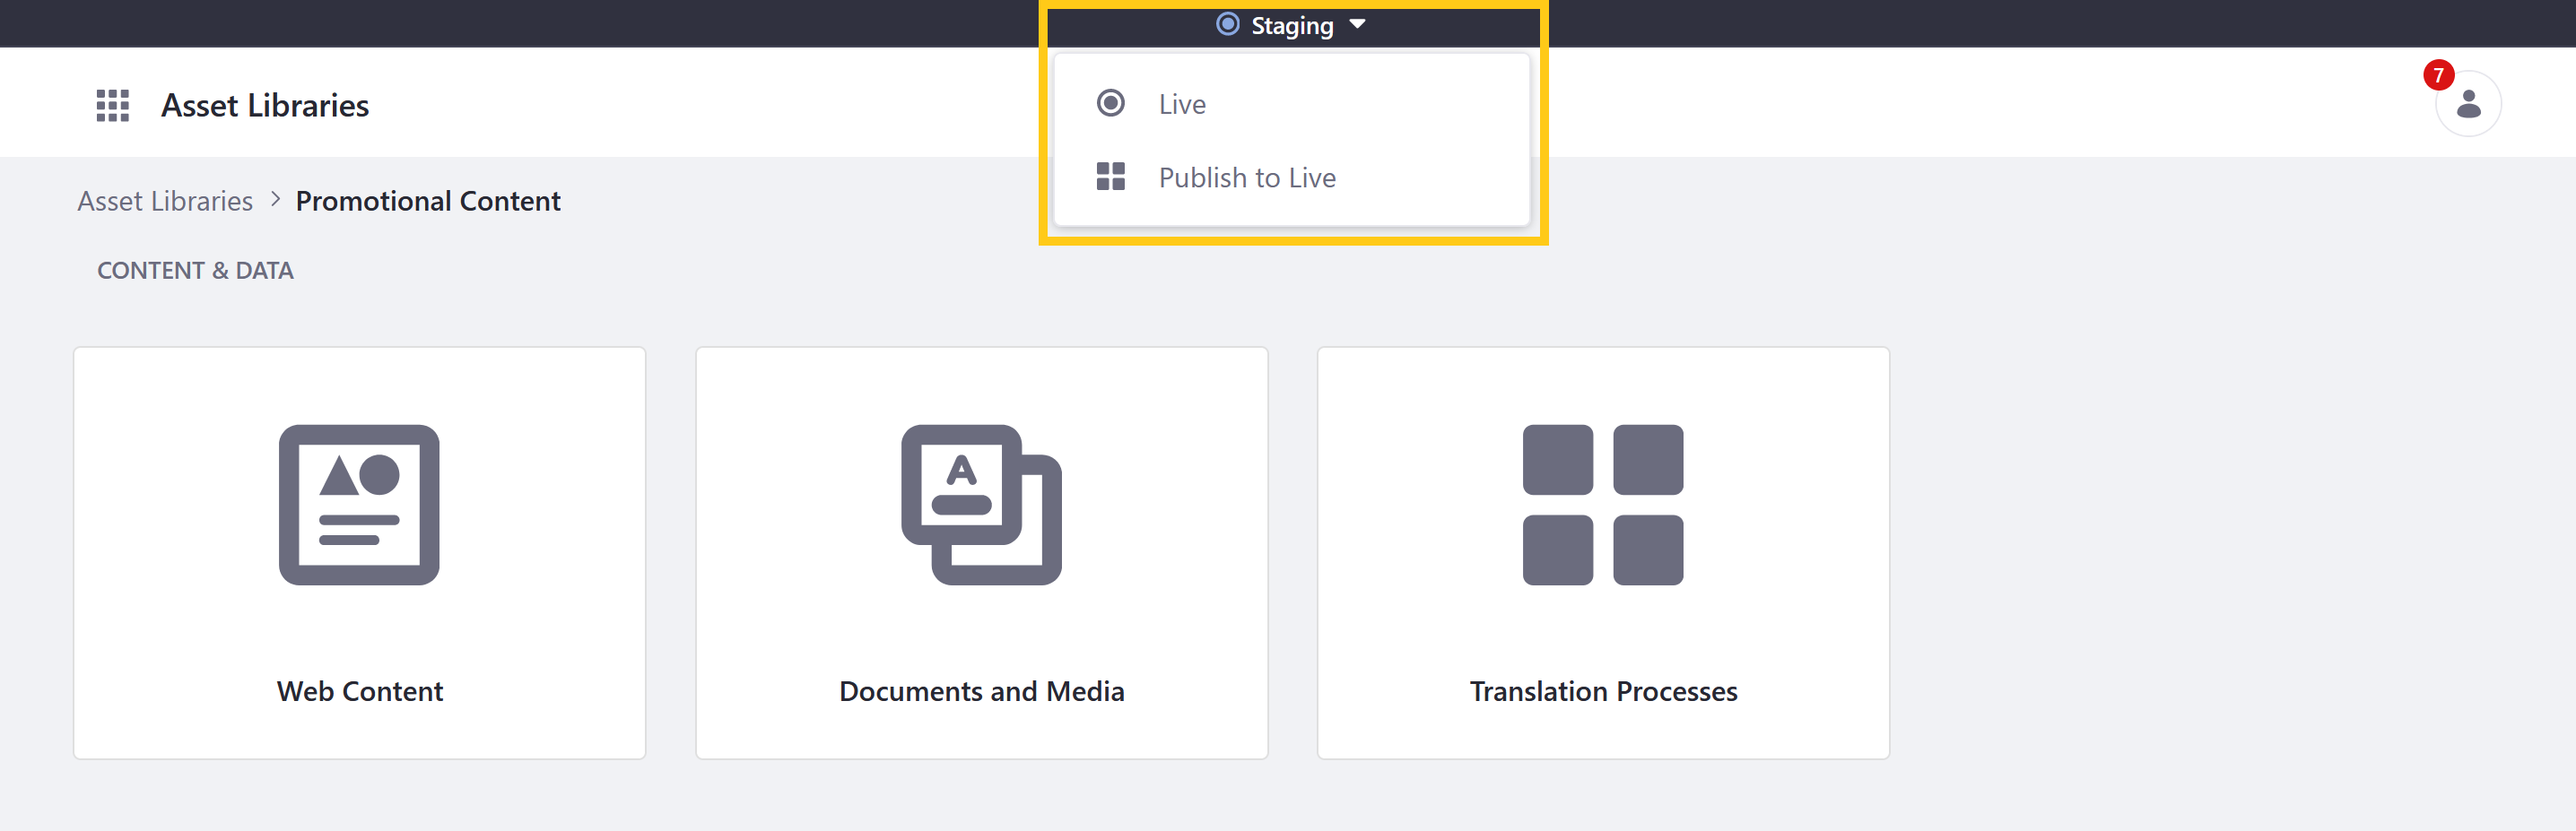 Staging
Asset Libraries
Live
7
Publish to Live
Asset Libraries > Promotional Content
CONTENT & DATA
A
Web Content
Documents and Media
Translation Processes